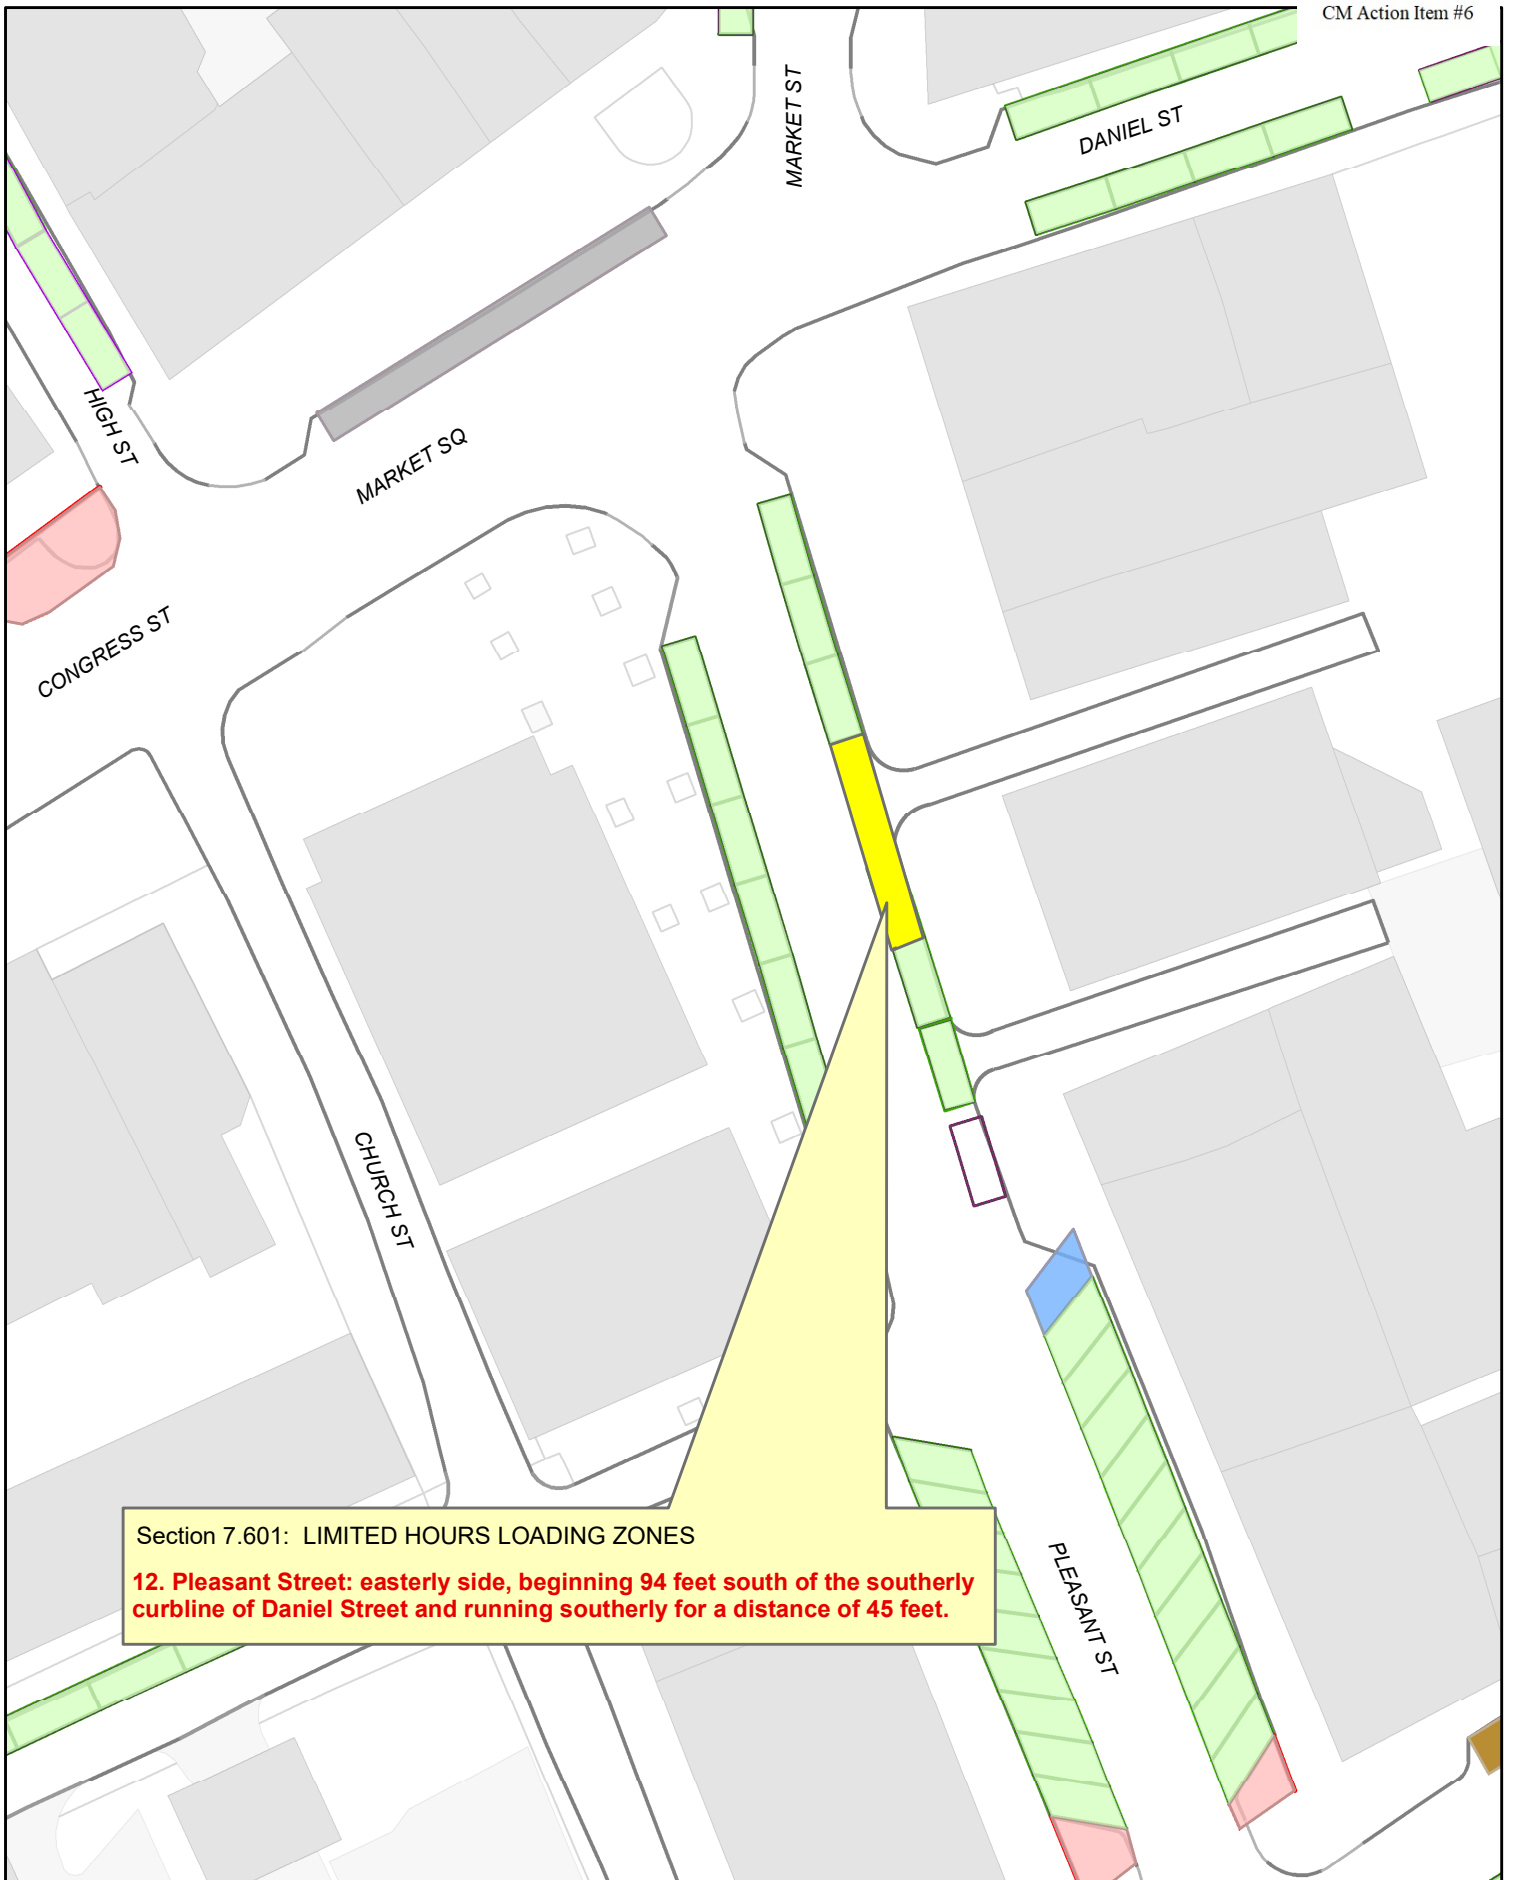 CM Action Item #6
MARKET ST
DANIEL ST
HIGH ST
MARKET SQ
CONGRESS ST
CHURCH ST
Section 7.601: LIMITED HOURS LOADING ZONES
12. Pleasant Street: easterly side, beginning 94 feet south of the southerly
curbline of Daniel Street and running southerly for a distance of 45 feet.
PLEASANT ST